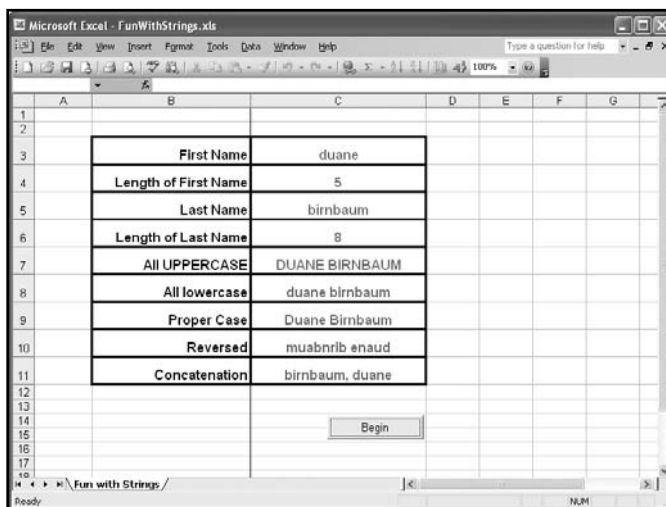 Microsoft Excel - FunWithStrings.xls
File Edit View Insert Format Tools Data Window Help Type a question for help
100%
fx
A B C D E F G
1
2
3 First Name duane
4 Length of First Name 5
5 Last Name birnbaum
6 Length of Last Name 8
7 All UPPERCASE DUANE BIRNBAUM
8 All lowercase duane birnbaum
9 Proper Case Duane Birnbaum
10 Reversed muabnrib enaud
11 Concatenation birnbaum, duane
12
13
14 Begin
15
16
17
18
Fun with Strings
Ready NUM